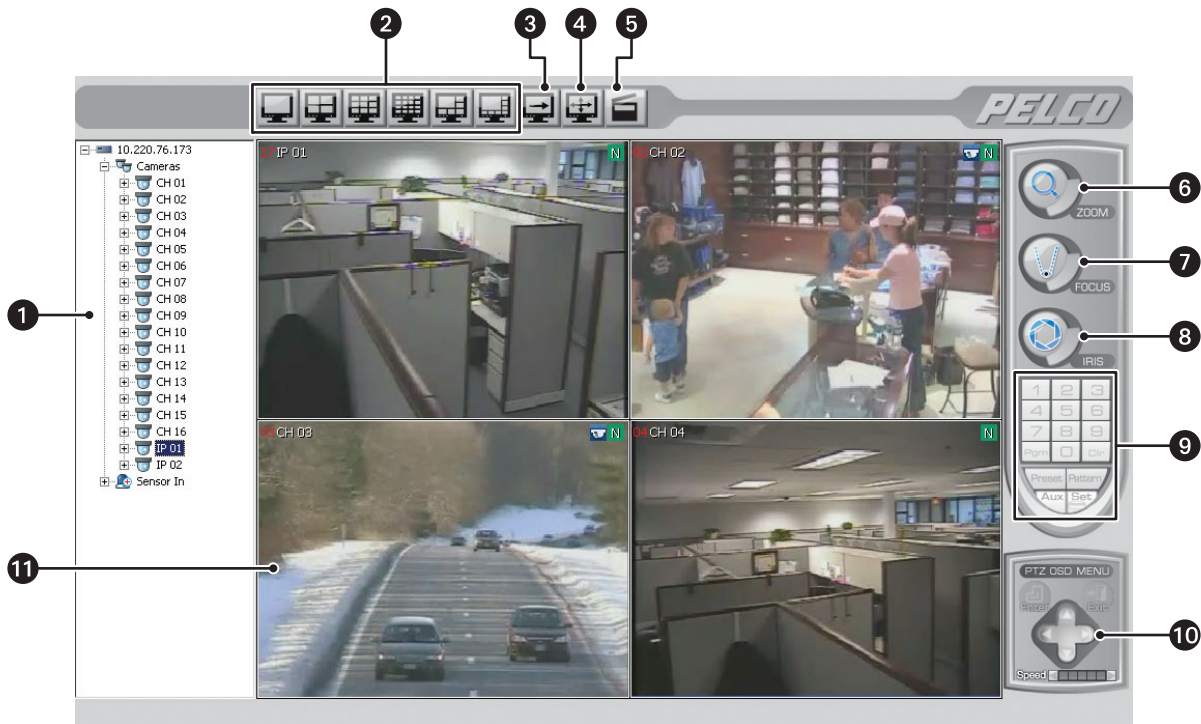 2
3
4
5
PELCO
10.220.76.173
Cameras
CH 01
CH 02
CH 03
CH 04
CH 05
CH 06
CH 07
CH 08
CH 09
CH 10
CH 11
CH 12
CH 13
CH 14
CH 15
CH 16
IP 01
IP 02
Sensor In
1
17 IP 01
N
02 CH 02
N
03 CH 03
N
04 CH 04
N
11
ZOOM
6
FOCUS
7
IRIS
8
1 2 3
4 5 6
7 8 9
Pgm 0 Clr
Preset Pattern
Aux Set
9
PTZ OSD MENU
Enter Exit
10
Speed